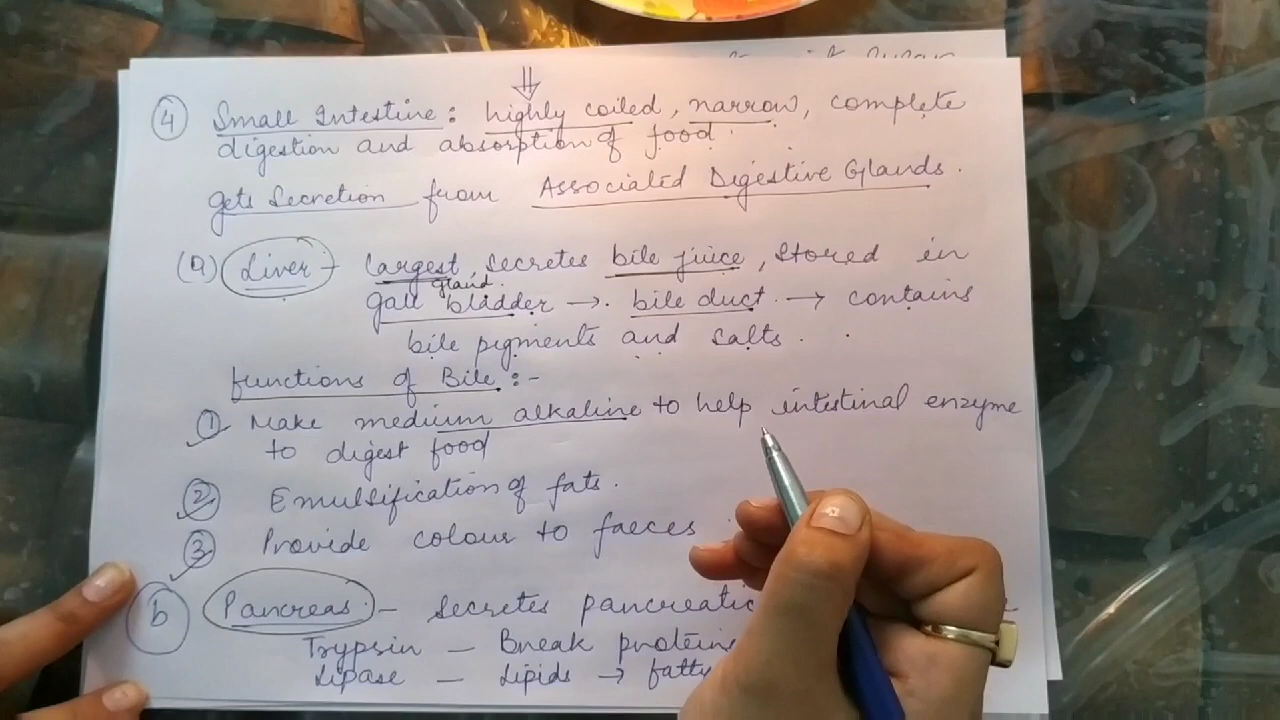 ④ Small Intestine: highly coiled, narrow, complete
digestion and absorption of food.
gets secretion from Associated Digestive Glands.
(a) Liver - largest, secretes bile juice, stored in
gland.
gall bladder → bile duct → contains
bile pigments and salts.
functions of Bile :-
① Make medium alkaline to help intestinal enzyme
to digest food
② Emulsification of fats.
③ Provide colour to faeces
b Pancreas - secretes pancreatic
Trypsin - Break proteins
Lipase - Lipids → fatty